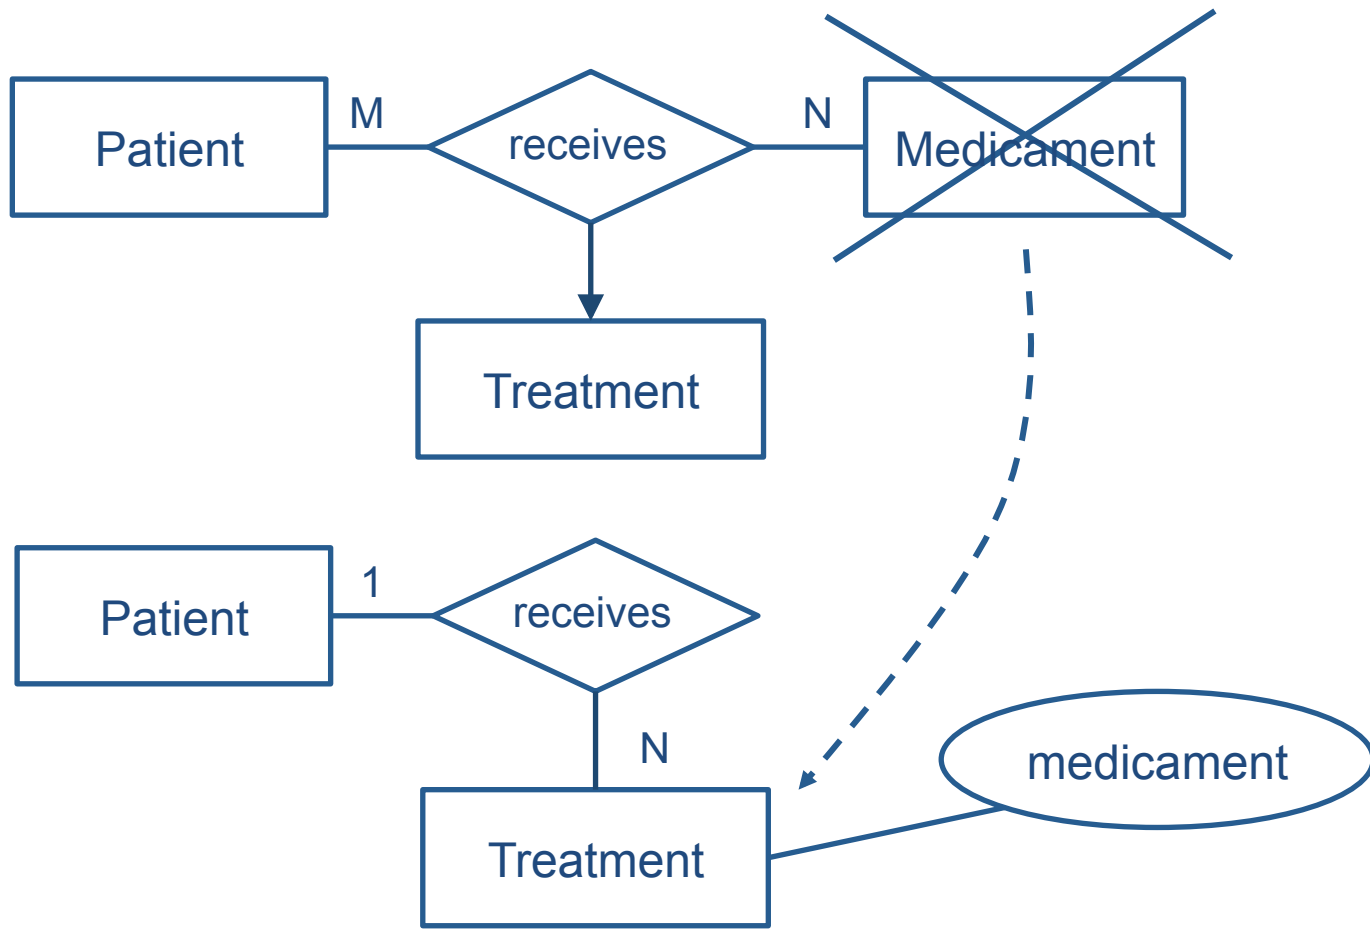 Patient
M
receives
N
Medicament
Treatment
Patient
1
receives
N
Treatment
medicament